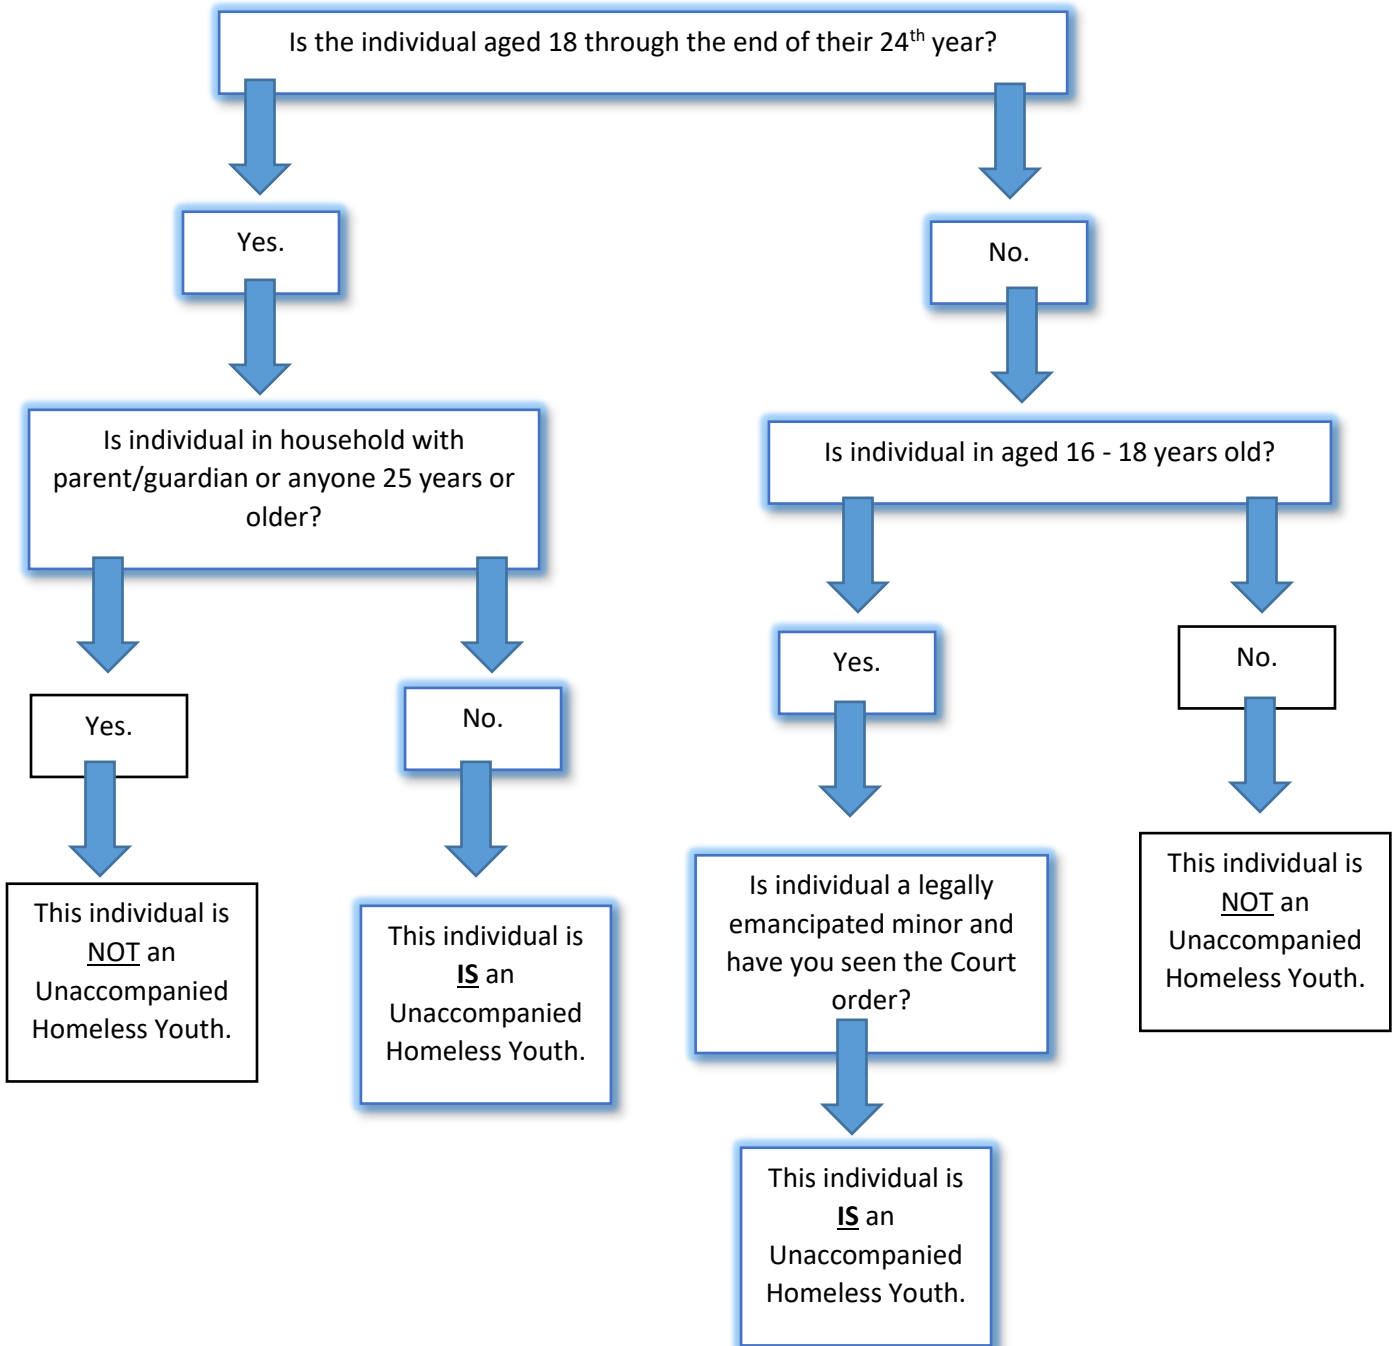 Is the individual aged 18 through the end of their 24th year?
Yes.
No.
Is individual in household with
parent/guardian or anyone 25 years or
older?
Is individual in aged 16 - 18 years old?
Yes.
No.
Yes.
No.
This individual is
NOT an
Unaccompanied
Homeless Youth.
This individual is
IS an
Unaccompanied
Homeless Youth.
Is individual a legally
emancipated minor and
have you seen the Court
order?
This individual is
NOT an
Unaccompanied
Homeless Youth.
This individual is
IS an
Unaccompanied
Homeless Youth.